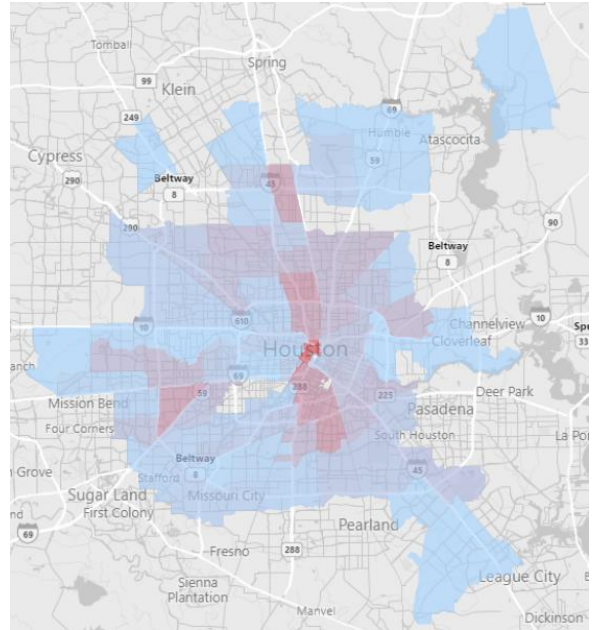 Tomball
Spring
99
Klein
249
69
Humble
Atascocita
59
Cypress
Beltway
8
45
290
290
90
Beltway
8
10
610
Channelview
10
Cloverleaf
Houston
69
288
Mission Bend
59
225
Deer Park
Pasadena
Four Corners
South Houston
Beltway
8
Stafford
45
Sugar Land
Missouri City
First Colony
Pearland
69
288
Fresno
League City
Sienna
Plantation
Manvel
Dickinson